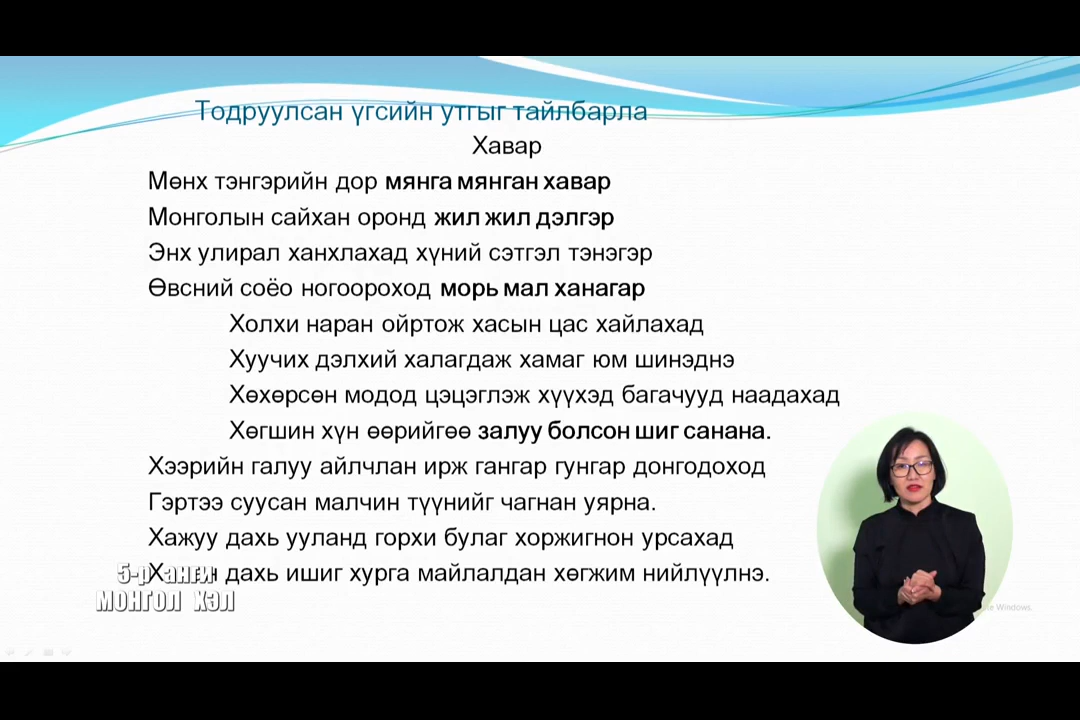 Тодруулсан үгсийн утгыг тайлбарла
Хавар
Мөнх тэнгэрийн дор мянга мянган хавар
Монголын сайхан оронд жил жил дэлгэр
Энх улирал ханхлахад хүний сэтгэл тэнэгэр
Өвсний соёо ногоороход морь мал ханагар
Холхи наран ойртож хасын цас хайлахад
Хуучих дэлхий халагдаж хамаг юм шинэднэ
Хөхөрсөн модод цэцэглэж хүүхэд багачууд наадахад
Хөгшин хүн өөрийгөө залуу болсон шиг санана.
Хээрийн галуу айлчлан ирж гангар гунгар донгодоход
Гэртээ суусан малчин түүнийг чагнан уярна.
Хажуу дахь ууланд горхи булаг хоржигнон урсахад
дахь ишиг хурга майлалдан хөгжим нийлүүлнэ.
5-р анги
МОНГОЛ ХЭЛ
Windows.